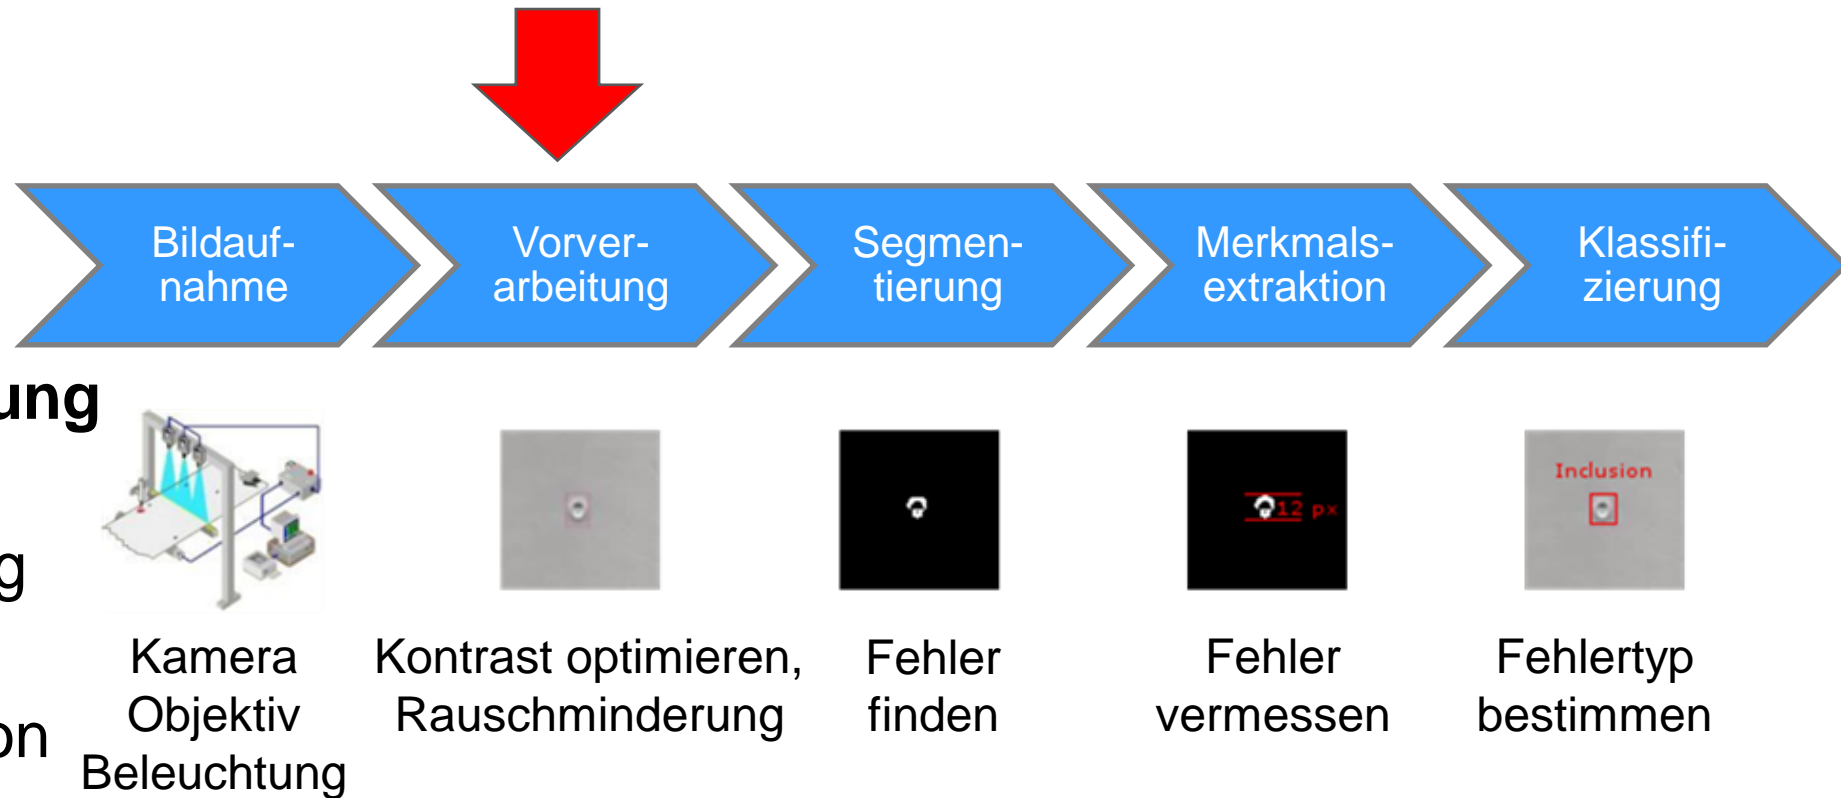 Bildauf-
nahme
Vorver-
arbeitung
Segmen-
tierung
Merkmals-
extraktion
Klassifi-
zierung
ung
g
on
Kamera
Objektiv
Beleuchtung
Kontrast optimieren,
Rauschminderung
Fehler
finden
12 px
Fehler
vermessen
Inclusion
Fehlertyp
bestimmen